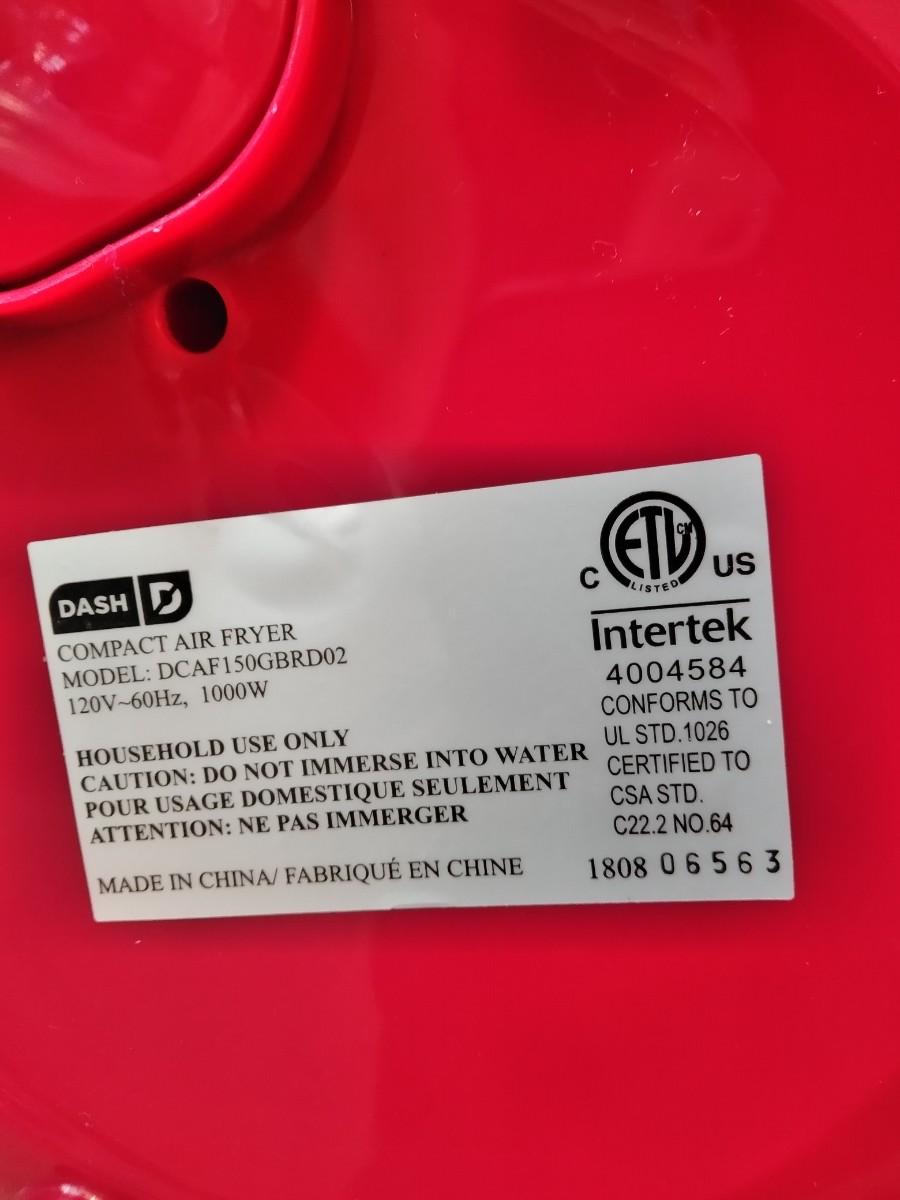 DASH D
COMPACT AIR FRYER
MODEL: DCAF150GBRD02
120V~60Hz, 1000W
HOUSEHOLD USE ONLY
CAUTION: DO NOT IMMERSE INTO WATER
POUR USAGE DOMESTIQUE SEULEMENT
ATTENTION: NE PAS IMMERGER
MADE IN CHINA/ FABRIQUÉ EN CHINE
C ETL CM US
LISTED
Intertek
4004584
CONFORMS TO
UL STD.1026
CERTIFIED TO
CSA STD.
C22.2 NO.64
1808 06563